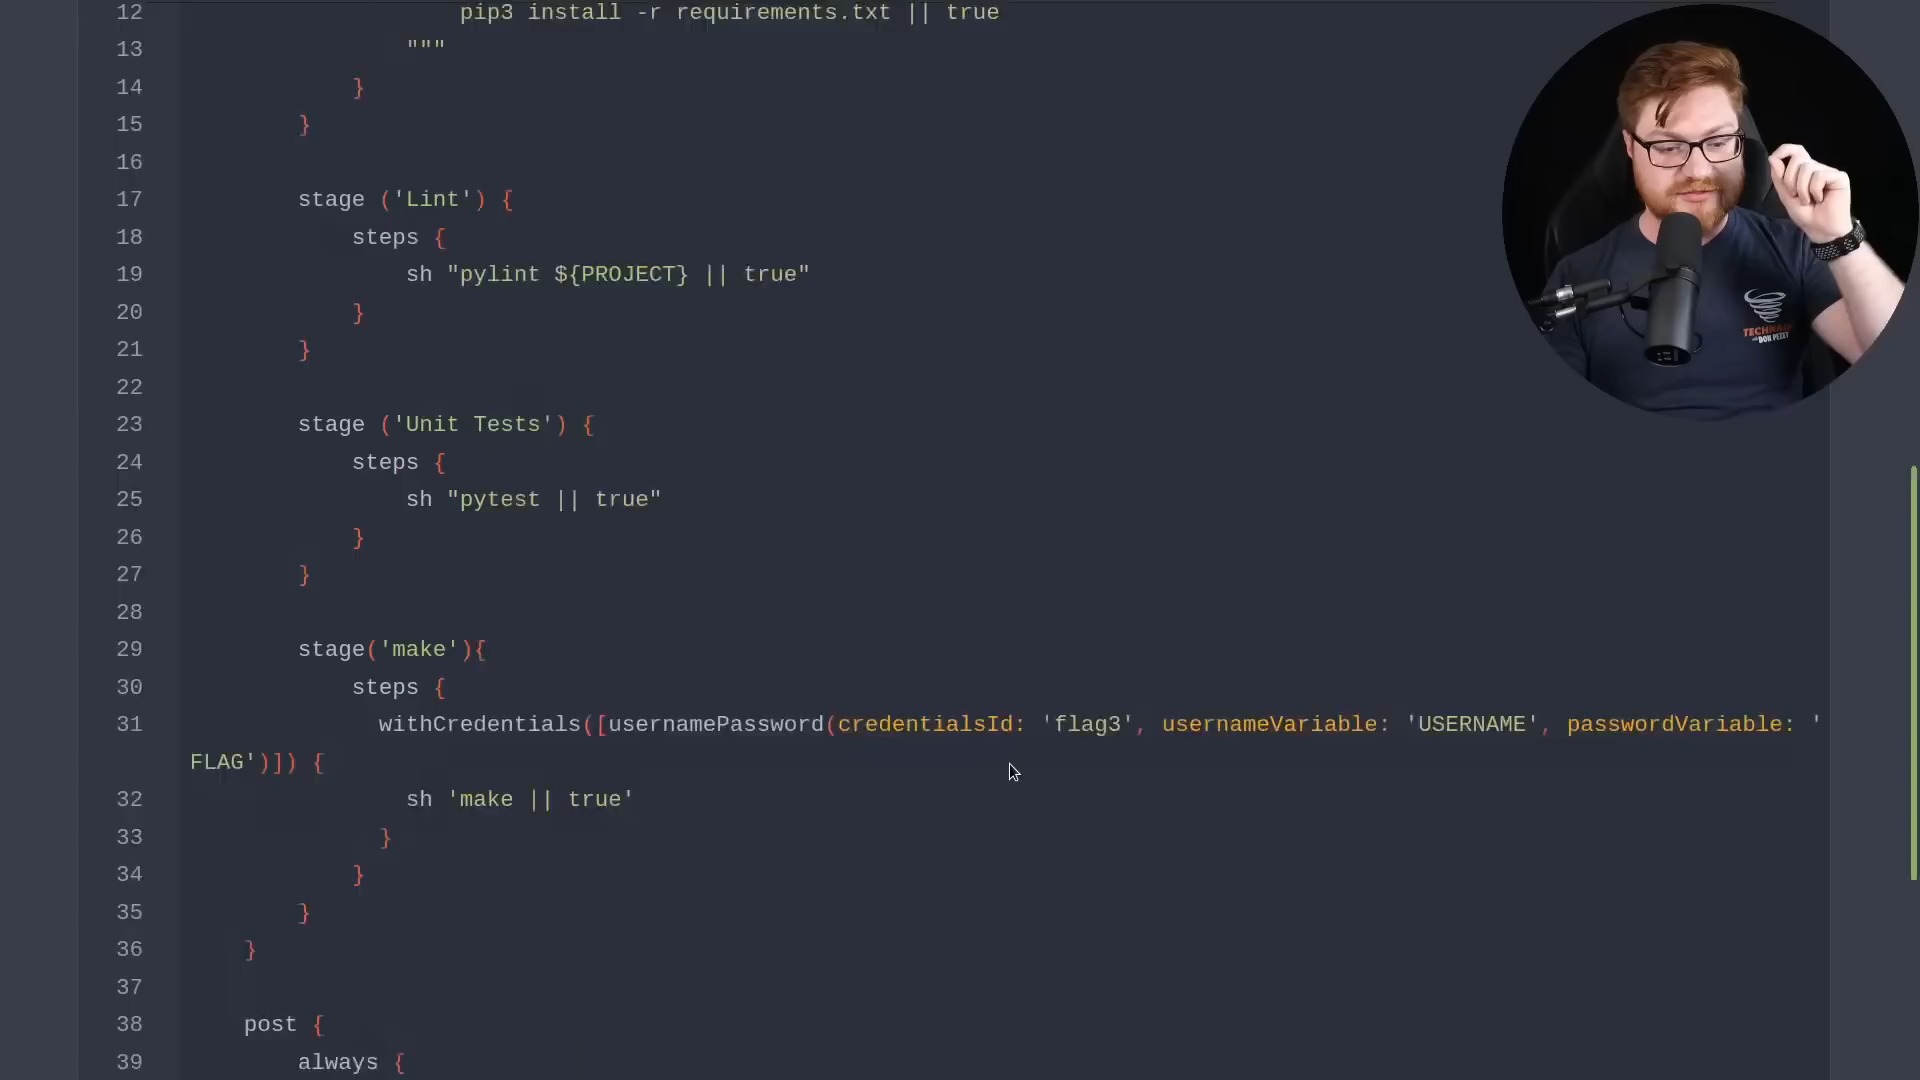 12 pip3 install -r requirements.txt || true
13 """
14 }
15 }
16
17 stage ('Lint') {
18 steps {
19 sh "pylint ${PROJECT} || true"
20 }
21 }
22
23 stage ('Unit Tests') {
24 steps {
25 sh "pytest || true"
26 }
27 }
28
29 stage('make'){
30 steps {
31 withCredentials([usernamePassword(credentialsId: 'flag3', usernameVariable: 'USERNAME', passwordVariable: '
FLAG')]) {
32 sh 'make || true'
33 }
34 }
35 }
36 }
37
38 post {
39 always {